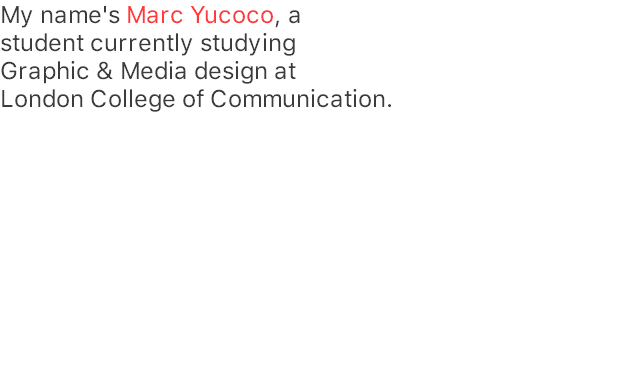 My name's Marc Yucoco, a
student currently studying
Graphic & Media design at
London College of Communication.